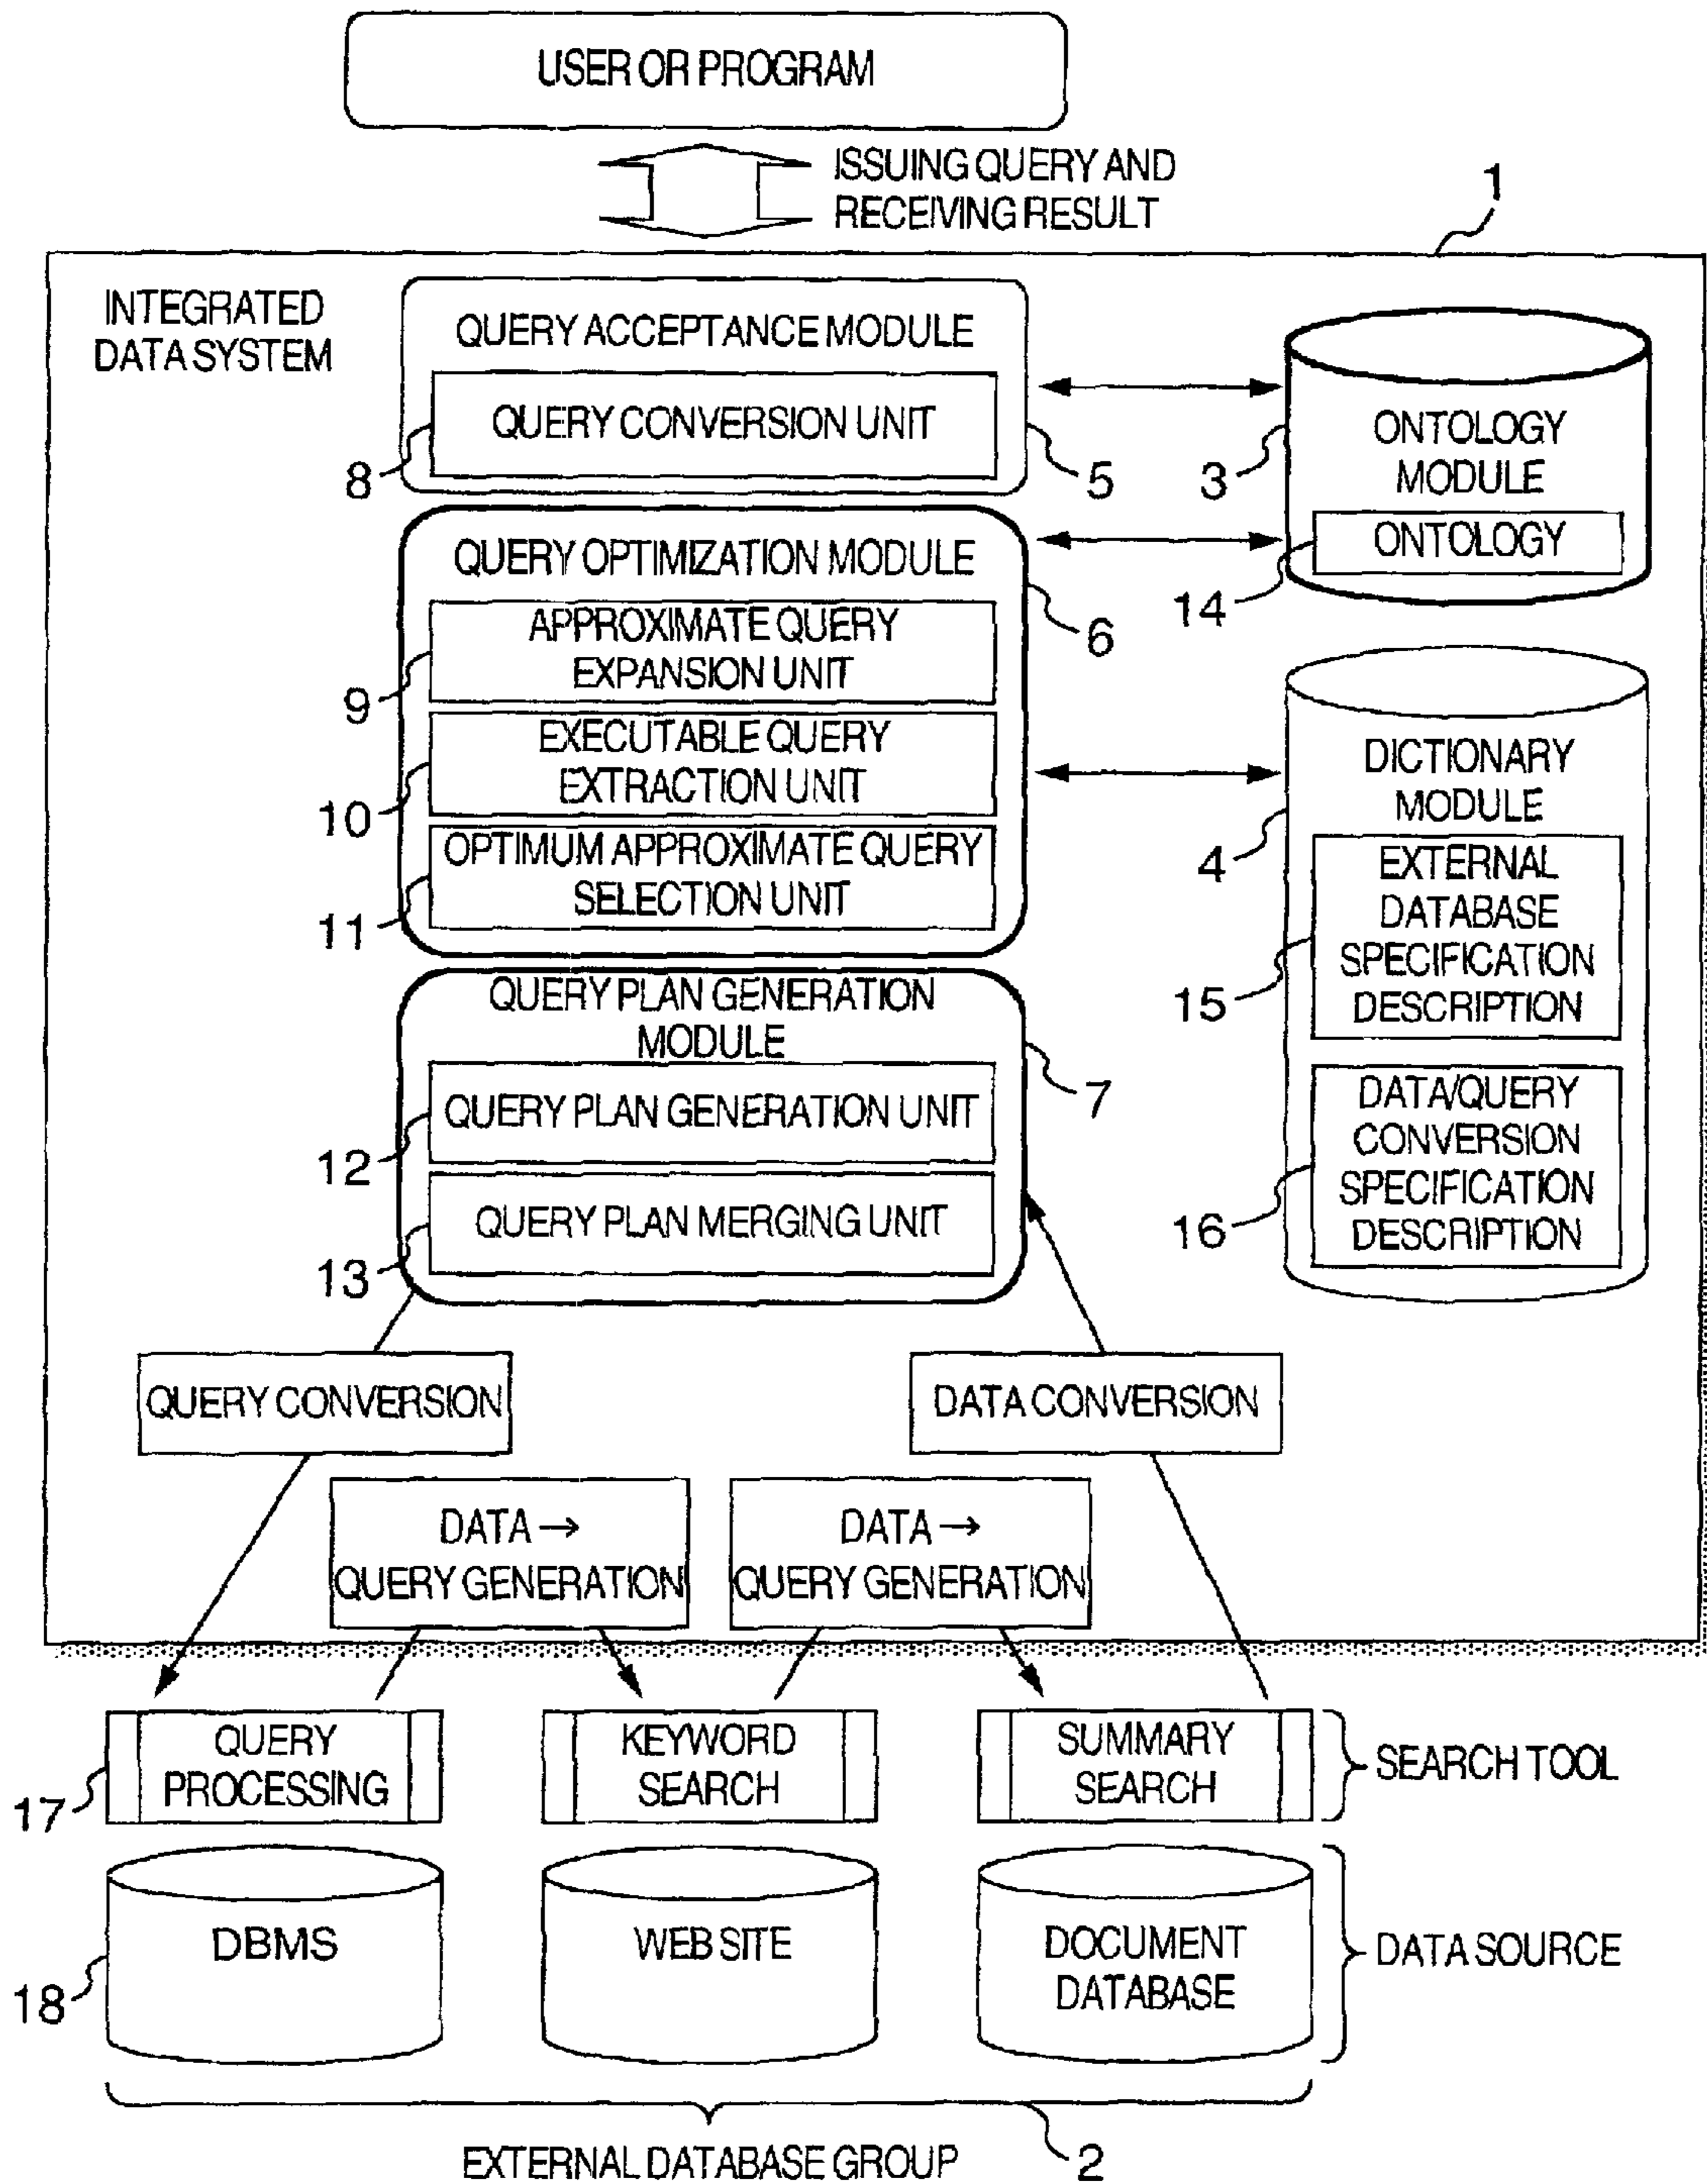 USER OR PROGRAM
ISSUING QUERY AND
RECEIVING RESULT
1
INTEGRATED
DATA SYSTEM
QUERY ACCEPTANCE MODULE
QUERY CONVERSION UNIT
8
5
3
ONTOLOGY
MODULE
ONTOLOGY
14
QUERY OPTIMIZATION MODULE
6
APPROXIMATE QUERY
EXPANSION UNIT
9
EXECUTABLE QUERY
EXTRACTION UNIT
10
OPTIMUM APPROXIMATE QUERY
SELECTION UNIT
11
DICTIONARY
MODULE
4
EXTERNAL
DATABASE
SPECIFICATION
DESCRIPTION
15
DATA/QUERY
CONVERSION
SPECIFICATION
DESCRIPTION
16
QUERY PLAN GENERATION
MODULE
7
QUERY PLAN GENERATION UNIT
12
QUERY PLAN MERGING UNIT
13
QUERY CONVERSION
DATA CONVERSION
DATA →
QUERY GENERATION
DATA →
QUERY GENERATION
QUERY
PROCESSING
17
KEYWORD
SEARCH
SUMMARY
SEARCH
SEARCH TOOL
DBMS
18
WEB SITE
DOCUMENT
DATABASE
DATA SOURCE
2
EXTERNAL DATABASE GROUP